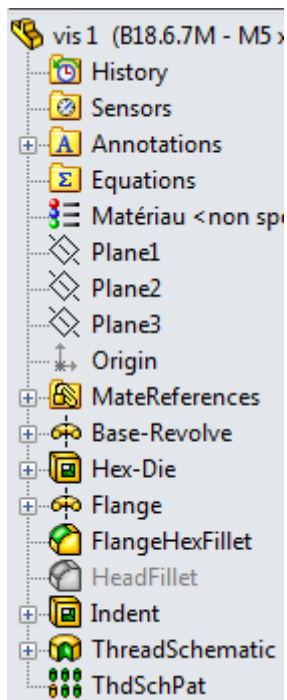 vis 1 (B18.6.7M - M5 x
History
Sensors
Annotations
Equations
Matériau <non spe
Plane1
Plane2
Plane3
Origin
MateReferences
Base-Revolve
Hex-Die
Flange
FlangeHexFillet
HeadFillet
Indent
ThreadSchematic
ThdSchPat